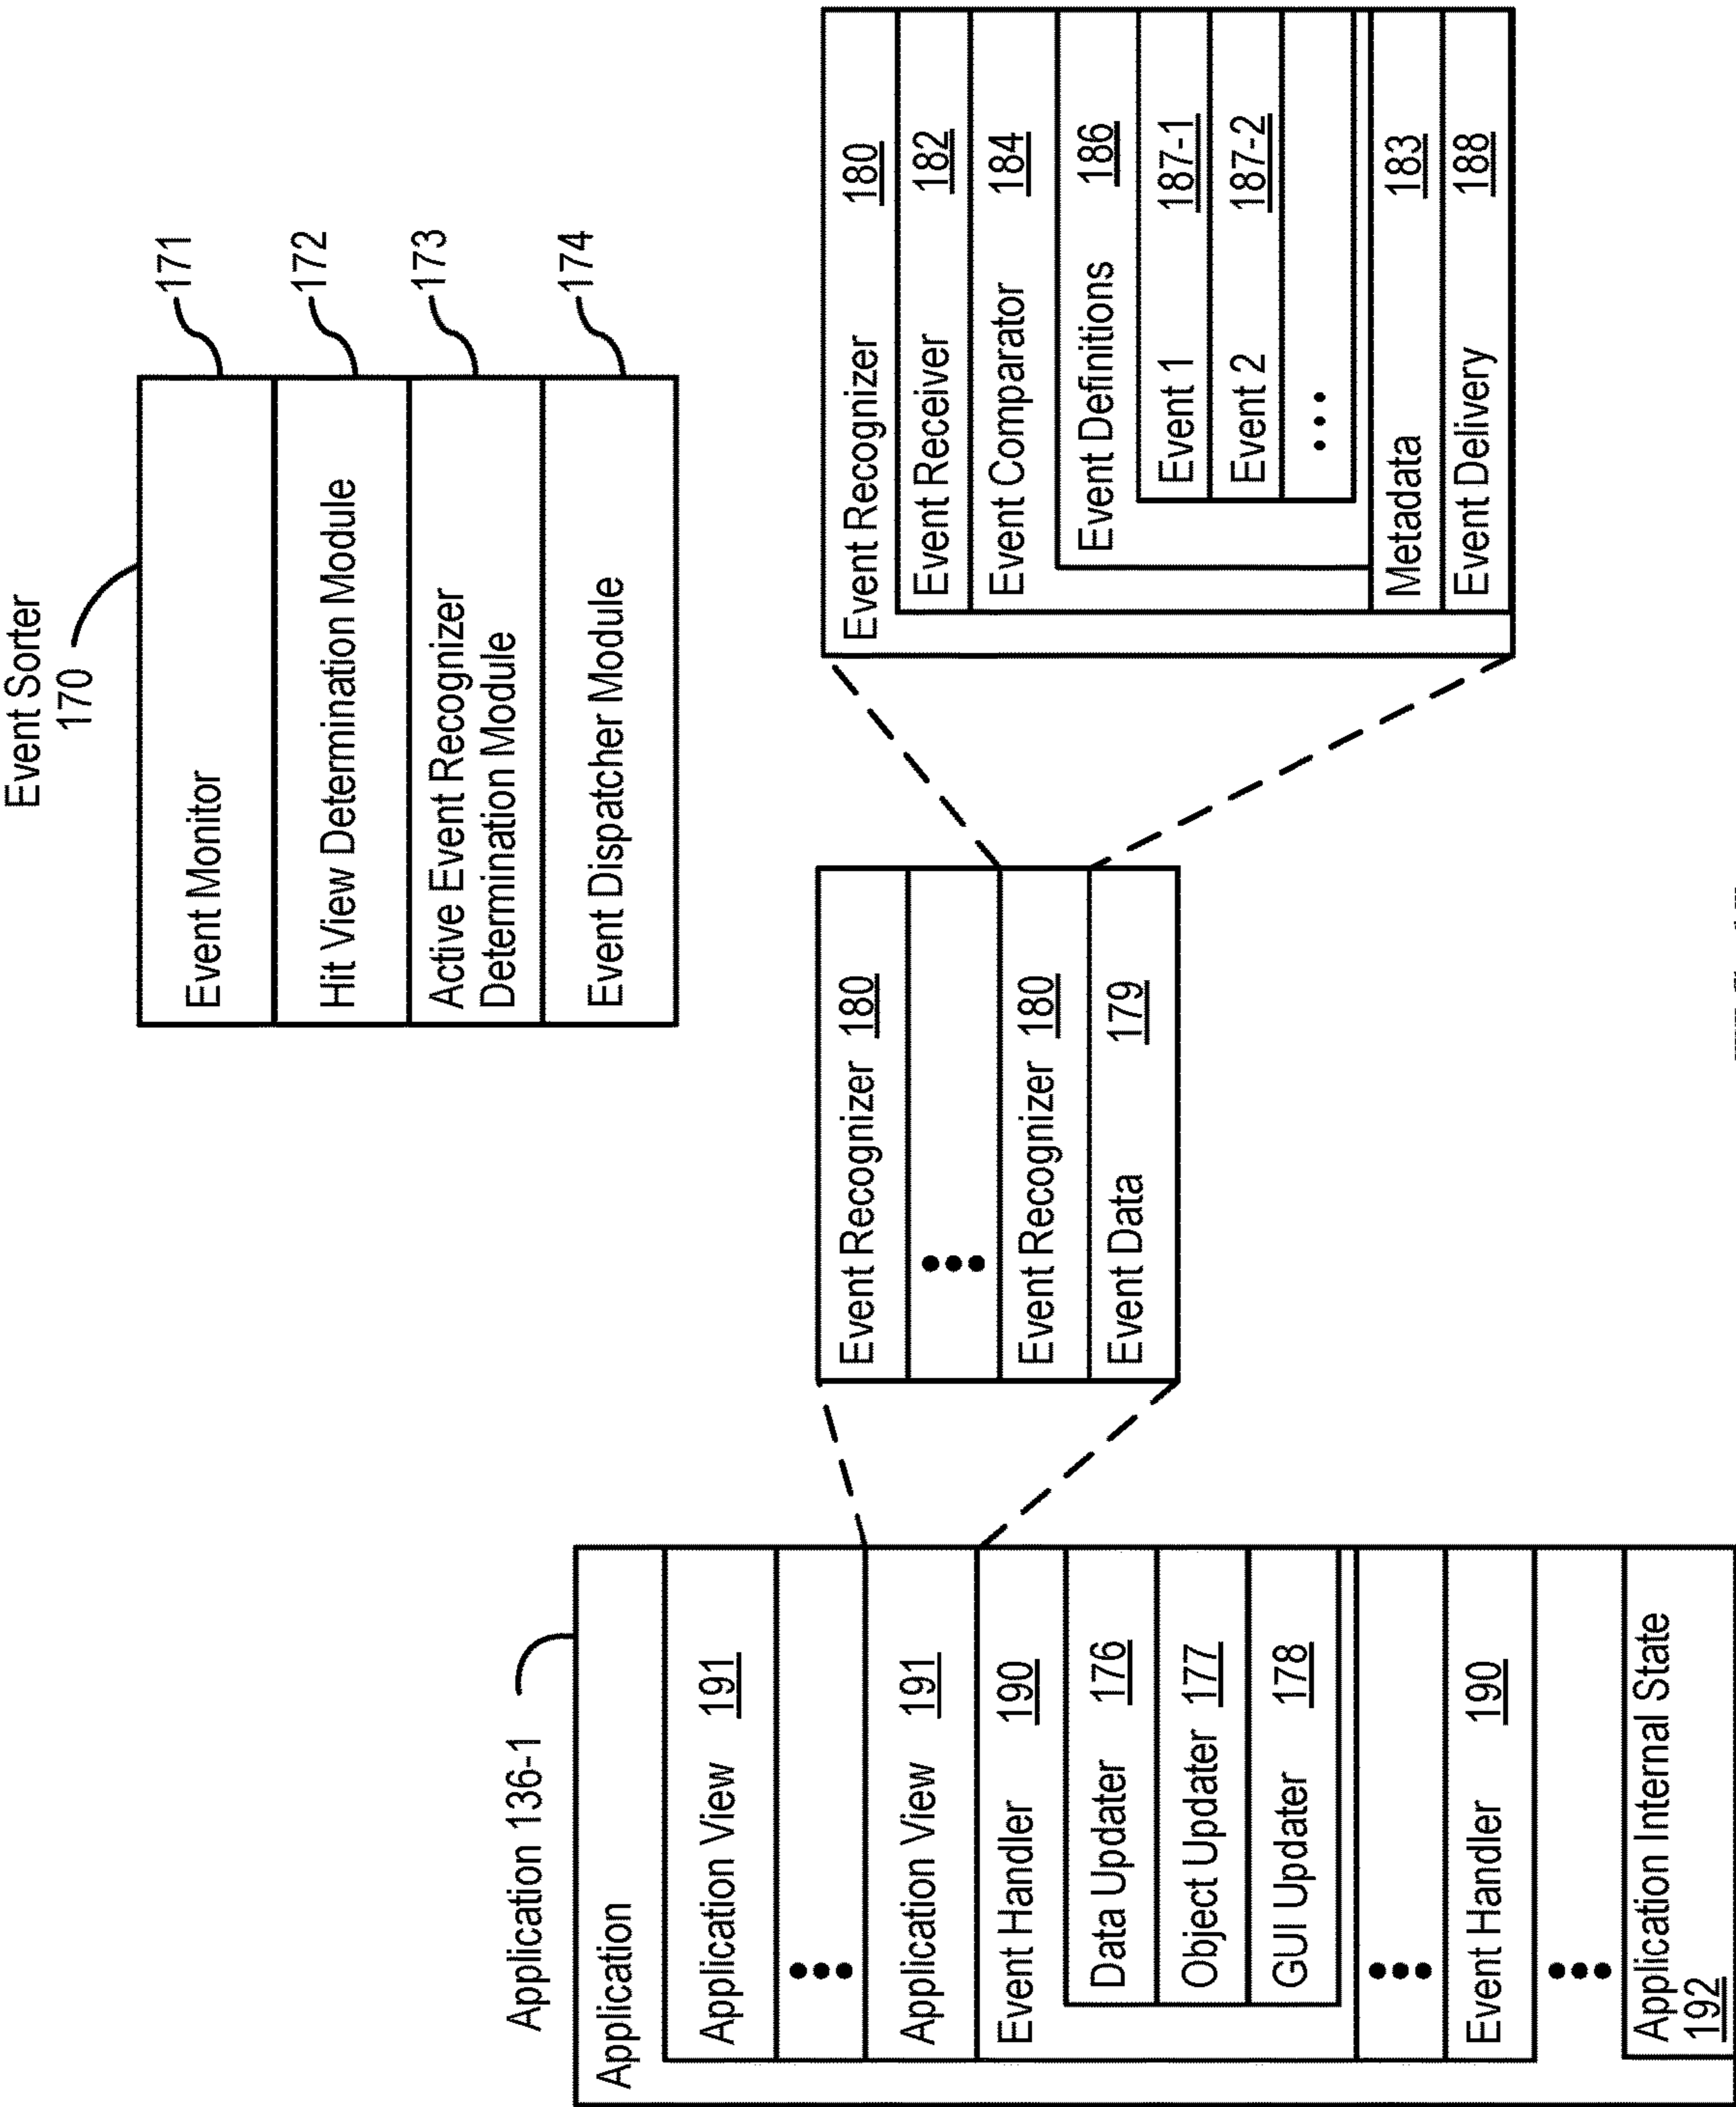 Event Sorter
170
Event Monitor
171
Hit View Determination Module
172
Active Event Recognizer
Determination Module
173
Event Dispatcher Module
174
Application 136-1
Application
Application View 191
•••
Application View 191
Event Handler 190
Data Updater 176
Object Updater 177
GUI Updater 178
•••
Event Handler 190
•••
Application Internal State
192
Event Recognizer 180
•••
Event Recognizer 180
Event Data 179
Event Recognizer 180
Event Receiver 182
Event Comparator 184
Event Definitions 186
Event 1 187-1
Event 2 187-2
•••
Metadata 183
Event Delivery 188